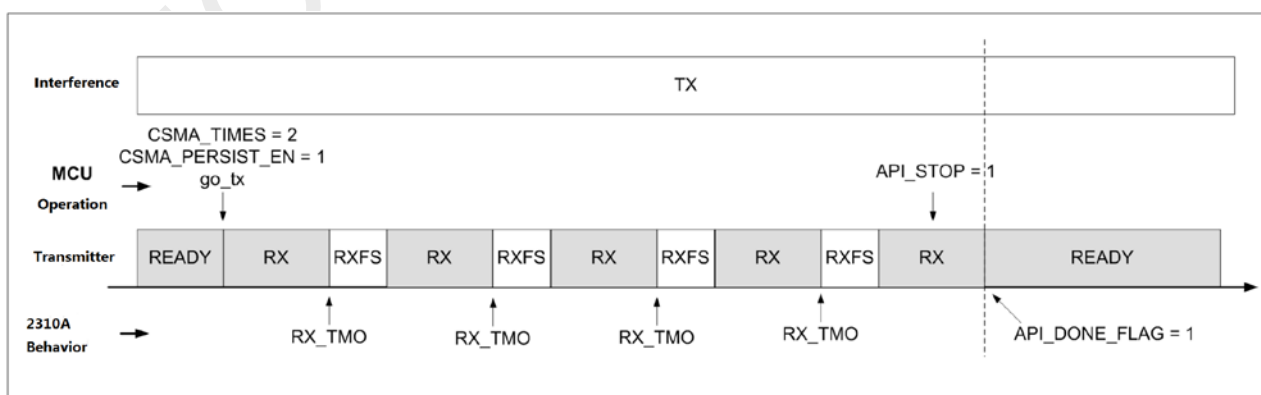 Interference
TX
CSMA_TIMES = 2
CSMA_PERSIST_EN = 1
go_tx
MCU
Operation
API_STOP = 1
Transmitter
READY
RX
RXFS
RX
RXFS
RX
RXFS
RX
RXFS
RX
READY
2310A
Behavior
RX_TMO
RX_TMO
RX_TMO
RX_TMO
API_DONE_FLAG = 1